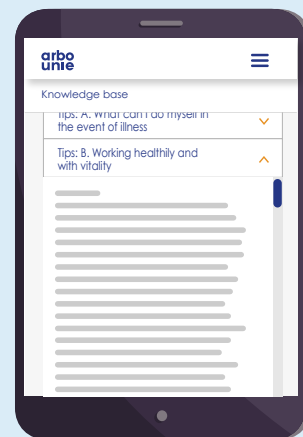 arbo
unie
Knowledge base
Tips: A. What can I do myself in
the event of illness
Tips: B. Working healthily and
with vitality